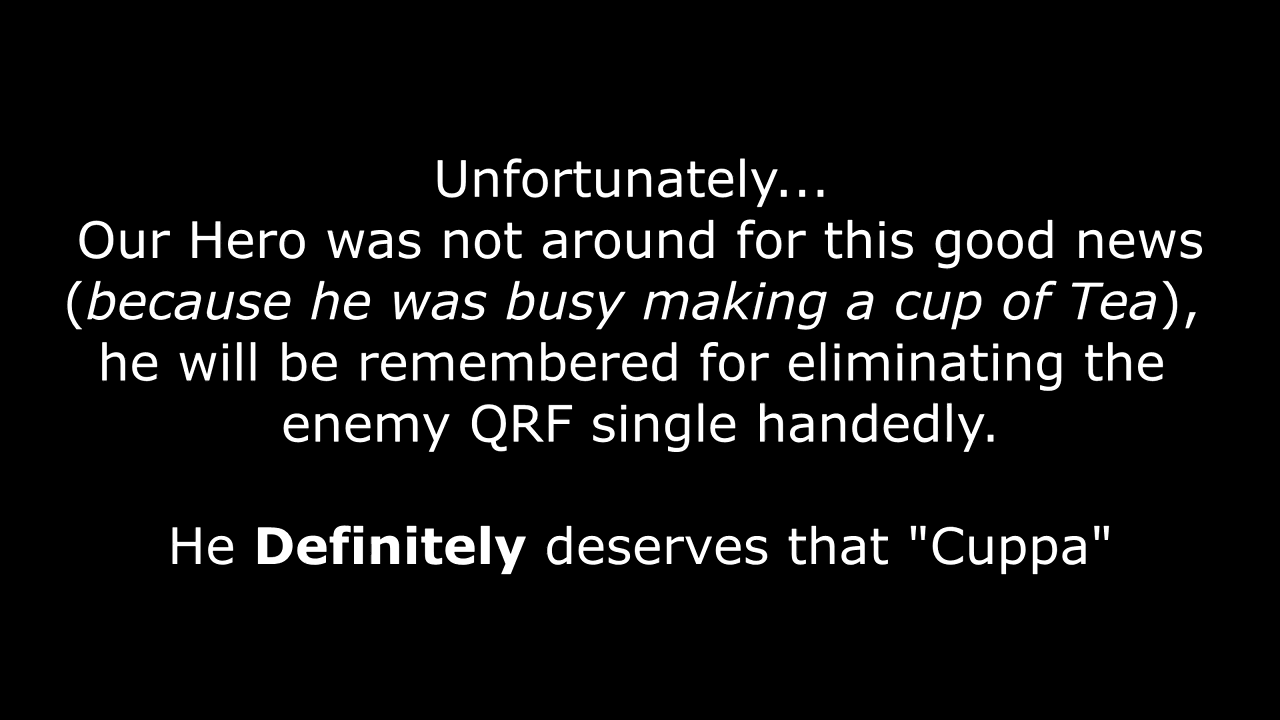 Unfortunately...
Our Hero was not around for this good news
(because he was busy making a cup of Tea),
he will be remembered for eliminating the
enemy QRF single handedly.
He Definitely deserves that "Cuppa"